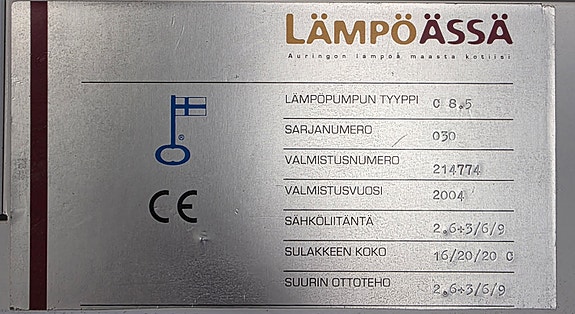 LÄMPÖÄSSÄ
Auringon lämpöä maasta kotiisi
LÄMPÖPUMPUN TYYPPI C 8.5
SARJANUMERO 030
VALMISTUSNUMERO 214774
VALMISTUSVUOSI 2004
SÄHKÖLIITÄNTÄ 2.6÷3/6/9
SULAKKEEN KOKO 16/20/20 C
SUURIN OTTOTEHO 2.6÷3/6/9
®
CE